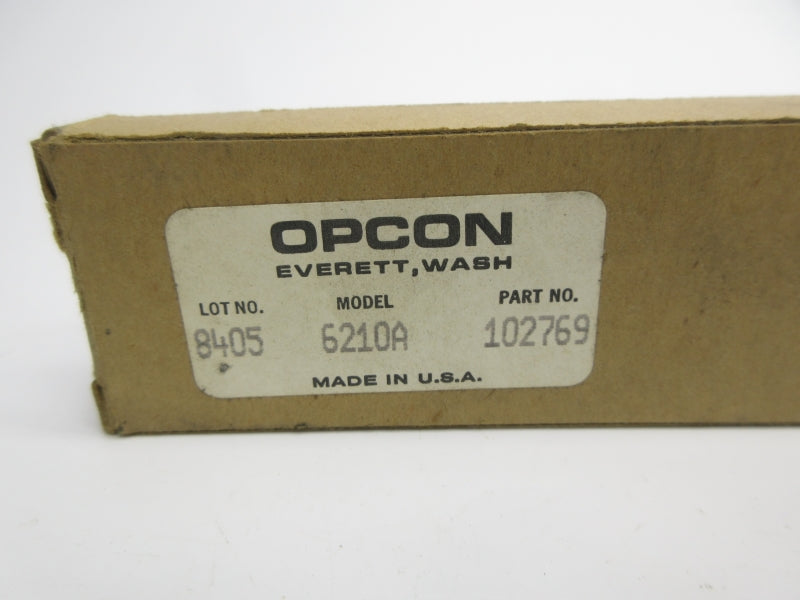 OPCON
EVERETT, WASH
LOT NO. MODEL PART NO.
8405 6210A 102769
MADE IN U.S.A.